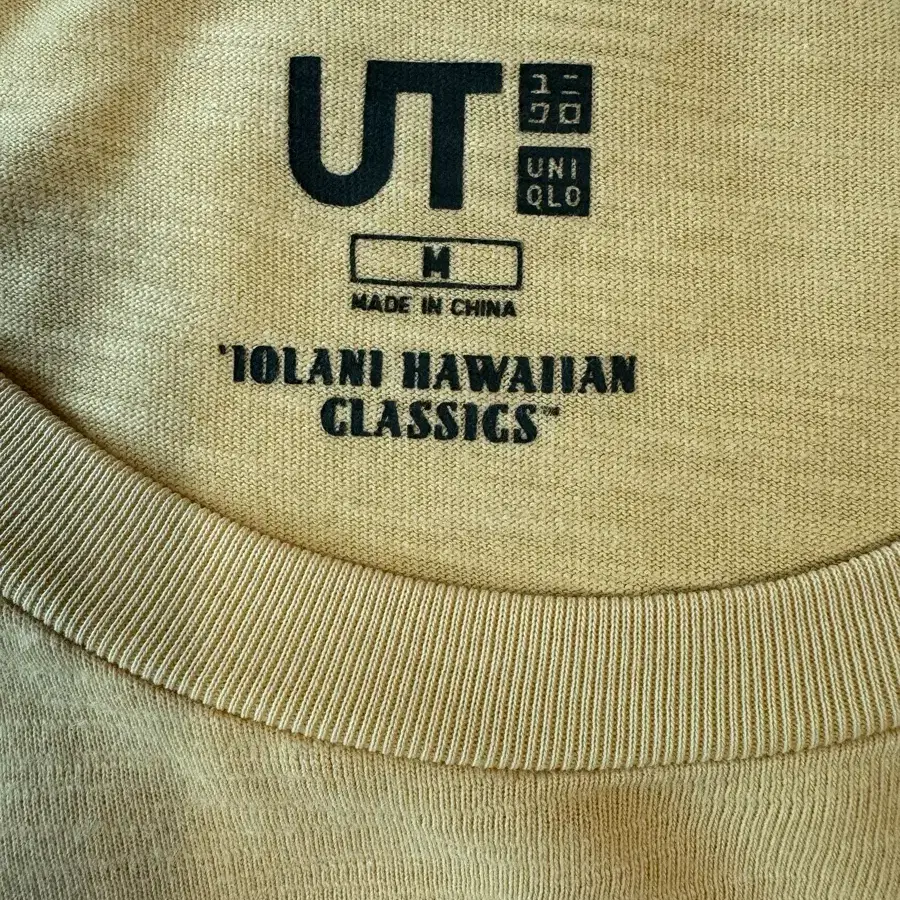 UT
ユニ
クロ
UNI
QLO
M
MADE IN CHINA
'IOLANI HAWAIIAN
CLASSICS™